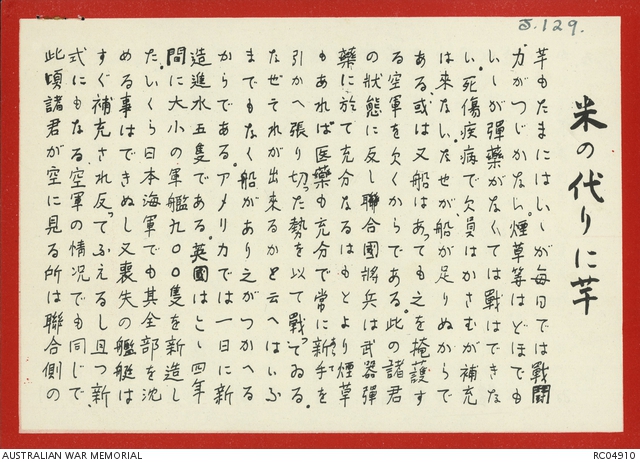 J.129.
米の代りに芋
芋もたまにはいゝが毎日では戦闘
力がつゞかない。煙草等はどほでも
いゝが彈藥がなくては戰はできな
い。死傷疾病で欠員はかさむが補充
は来ない。なぜか船が足りぬからで
ある、或は又船はあっても之を掩護す
る空軍を欠くからである。此の諸君
の狀態に反し聯合國将兵は武器彈
藥に於て充分なるはもとより煙草
もあれば医藥も充分で常に新手を
引かへ張り切った勢を以て戰ってゐる。
なぜそれが出来るかと云へばいふ
までもなく船があり之がつかへる
からである。アメリカでは一日に新
造進水五隻である。英國はこゝ四年
間に大小の軍艦九〇〇隻を新造し
た。いくら日本海軍でも其全部を沈
める事はできぬし又喪失の艦艇は
すぐ補充され反ってふえるし且つ新
式にもなる。空軍の情況でも同じで
此頃諸君が空に見る所は聯合側の
AUSTRALIAN WAR MEMORIAL
RC04910